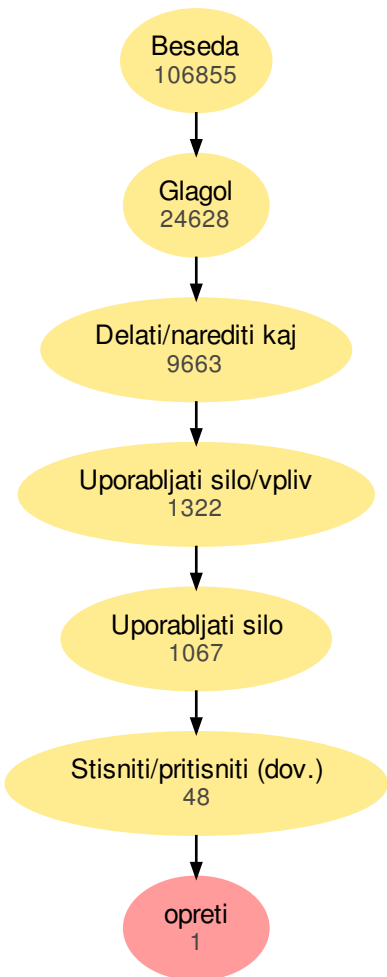 Beseda
106855
Glagol
24628
Delati/narediti kaj
9663
Uporabljati silo/vpliv
1322
Uporabljati silo
1067
Stisniti/pritisniti (dov.)
48
opreti
1